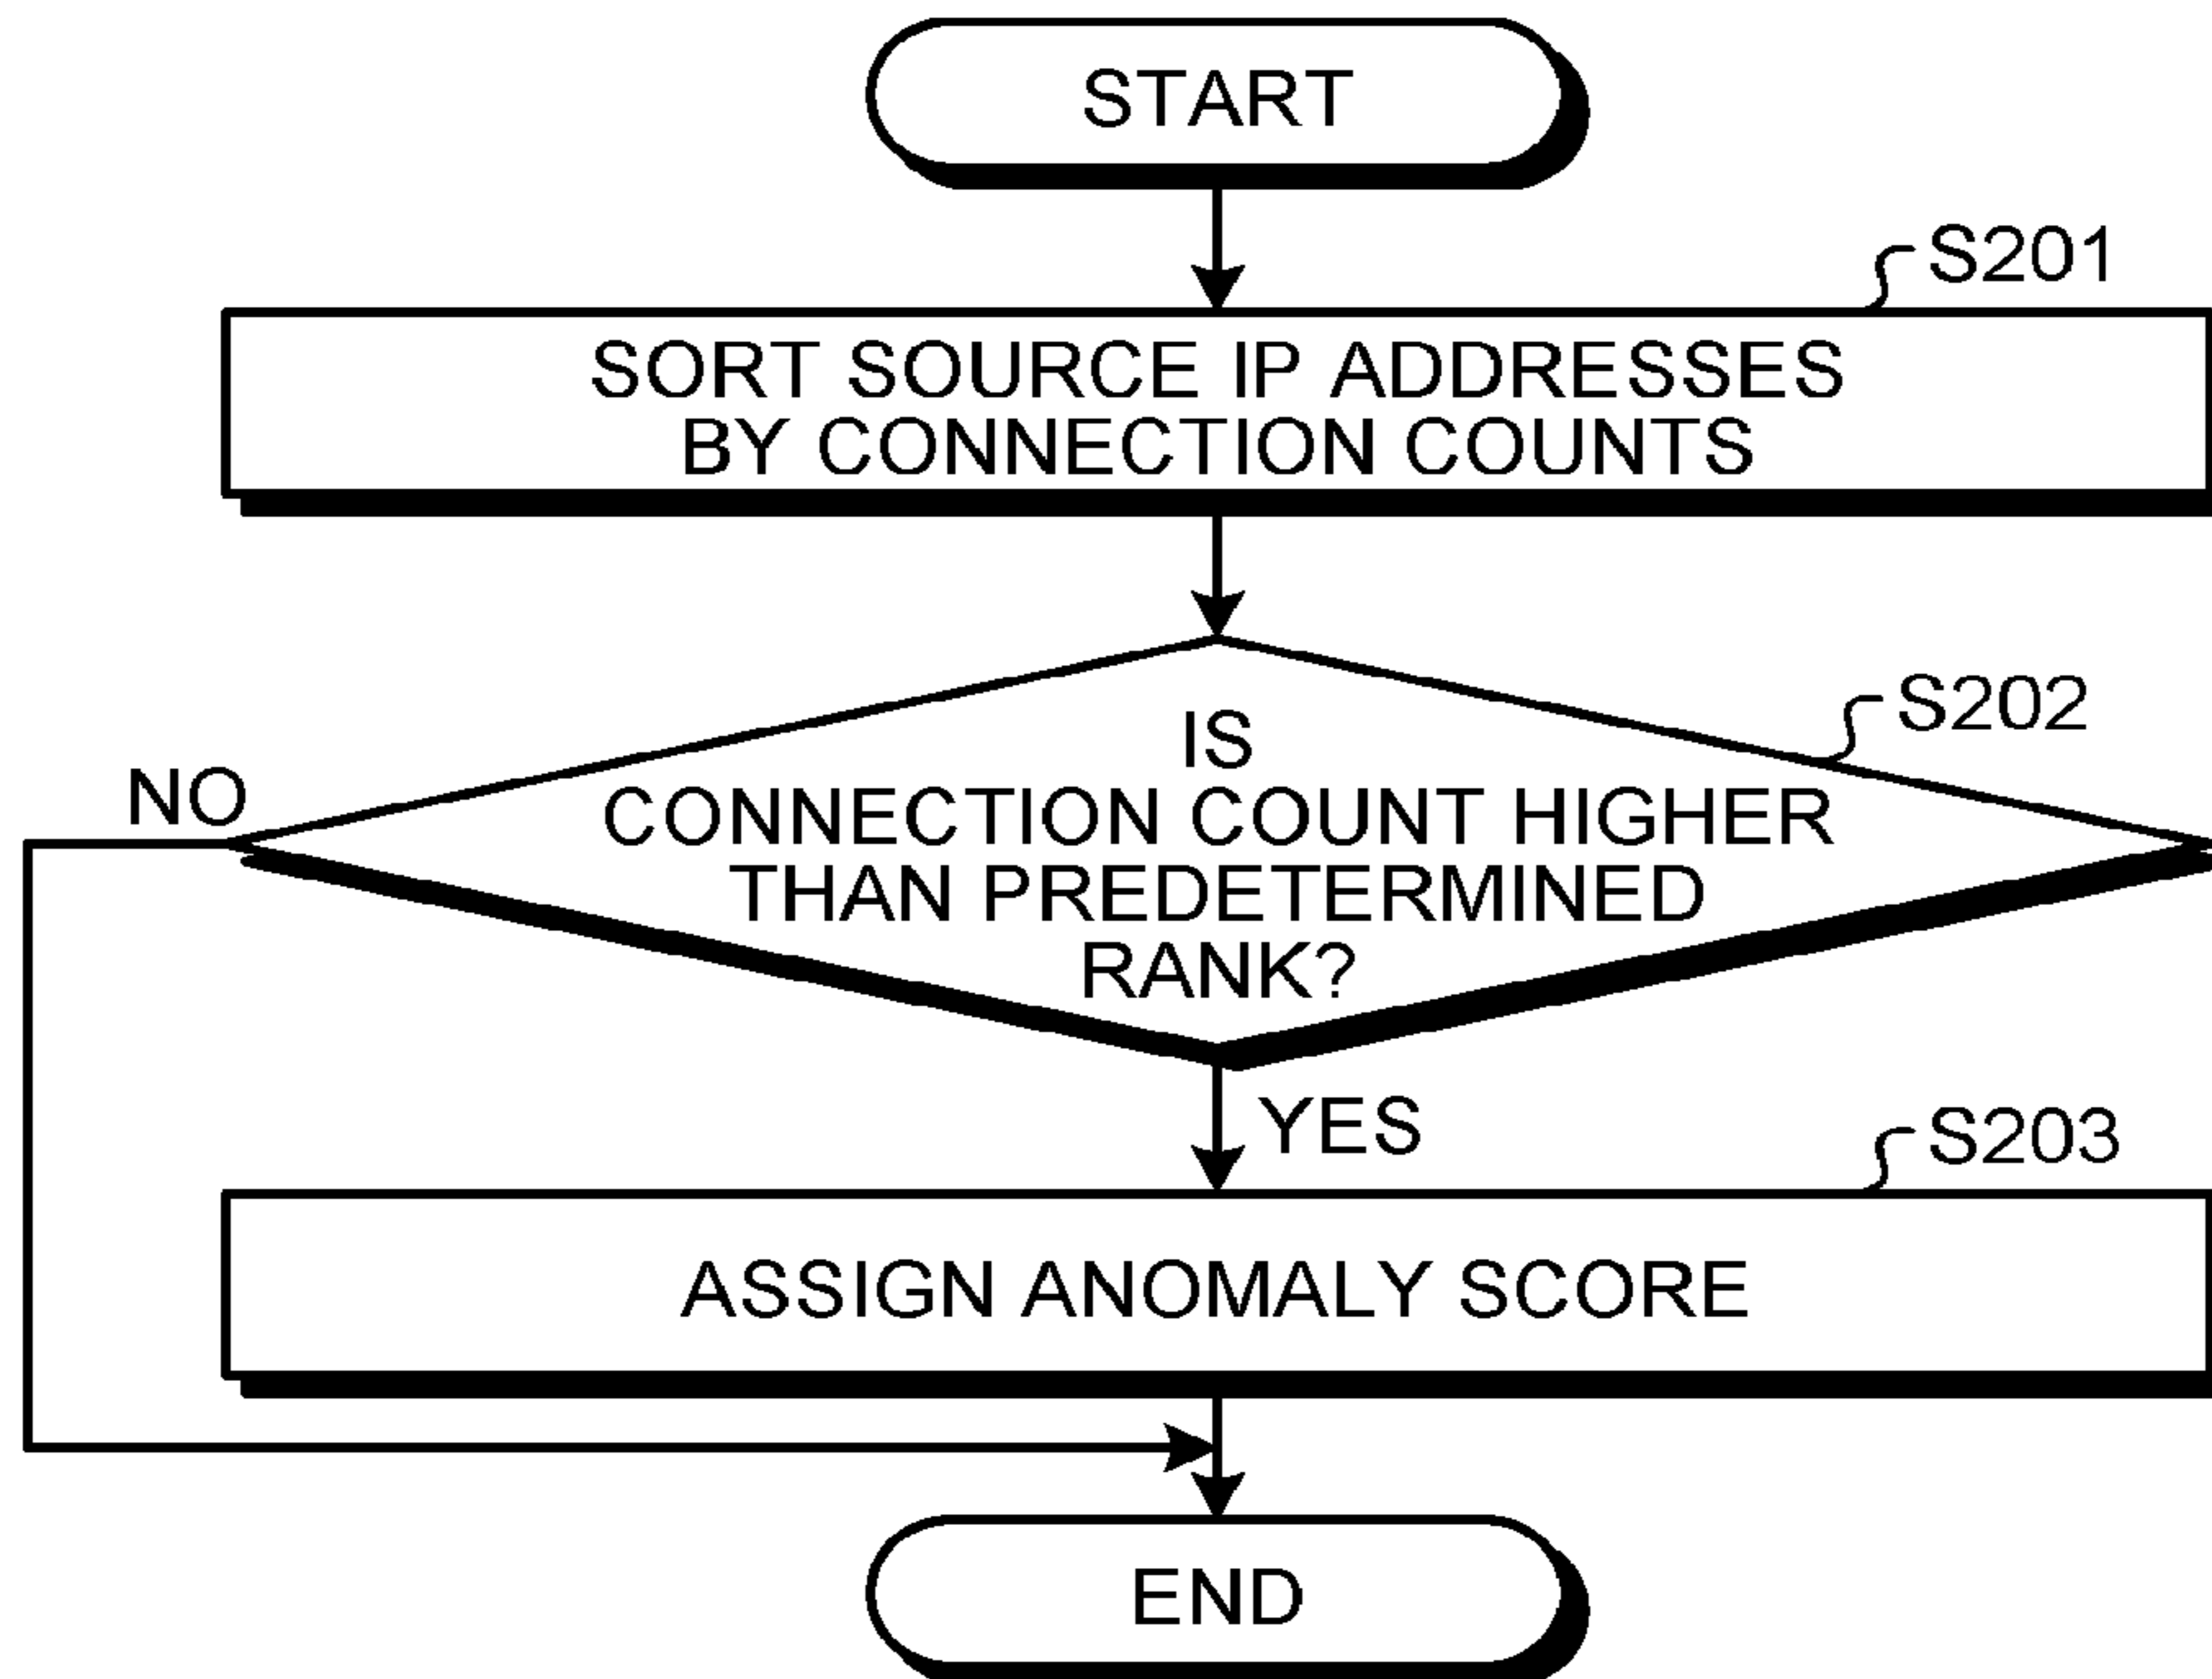 START
S201
SORT SOURCE IP ADDRESSES
BY CONNECTION COUNTS
S202
IS
CONNECTION COUNT HIGHER
THAN PREDETERMINED
RANK?
NO
YES
S203
ASSIGN ANOMALY SCORE
END